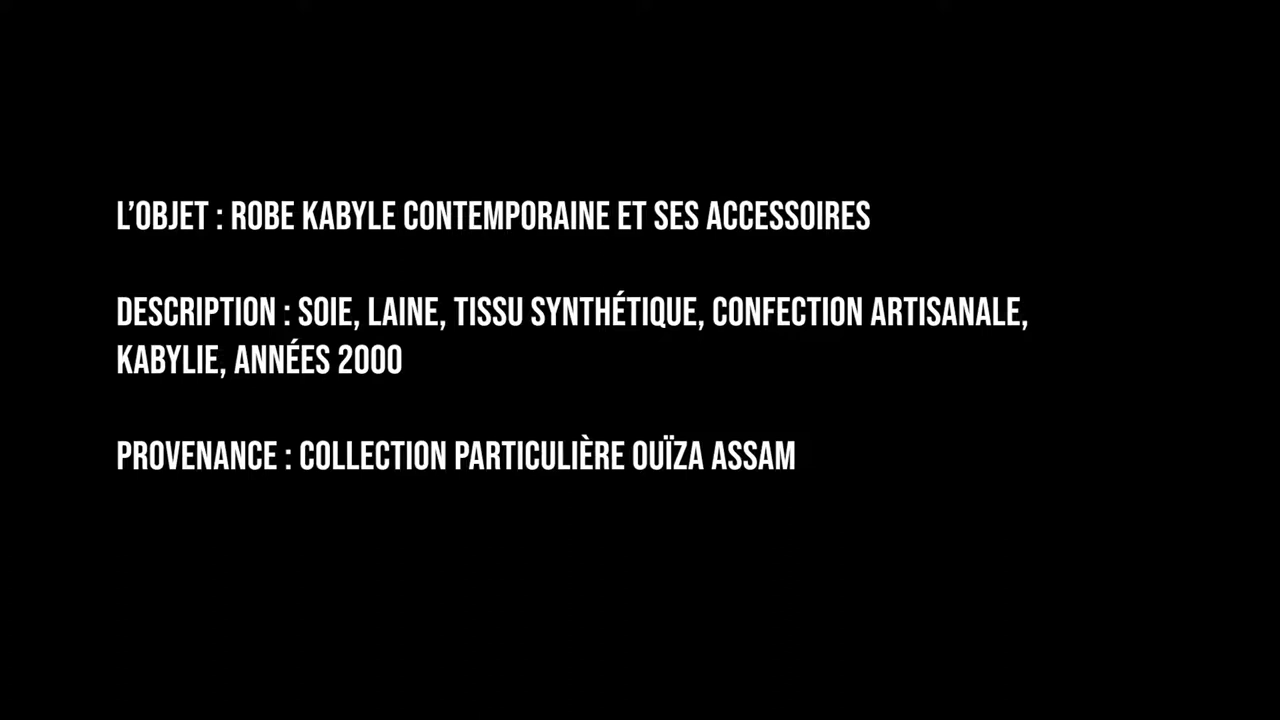 L'OBJET : ROBE KABYLE CONTEMPORAINE ET SES ACCESSOIRES
DESCRIPTION : SOIE, LAINE, TISSU SYNTHÉTIQUE, CONFECTION ARTISANALE,
KABYLIE, ANNÉES 2000
PROVENANCE : COLLECTION PARTICULIÈRE OUÏZA ASSAM